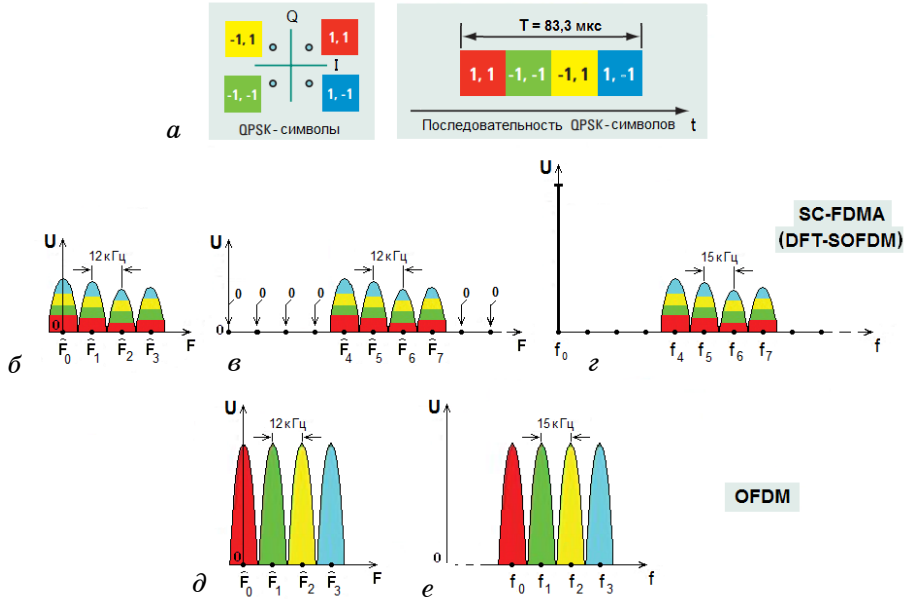 Q
-1, 1
1, 1
I
-1, -1
1, -1
QPSK - символы
T = 83,3 мкс
1, 1
-1, -1
-1, 1
1, -1
Последовательность QPSK - символов
t
а
U
12 кГц
0
F̂0 F̂1 F̂2 F̂3
F
б
U
12 кГц
0 0 0 0
0 0
0
F̂4 F̂5 F̂6 F̂7
F
в
U
15 кГц
f0 f4 f5 f6 f7
f
г
SC-FDMA
(DFT-SOFDM)
U
12 кГц
0
F̂0 F̂1 F̂2 F̂3
F
д
U
15 кГц
0
f0 f1 f2 f3
f
е
OFDM